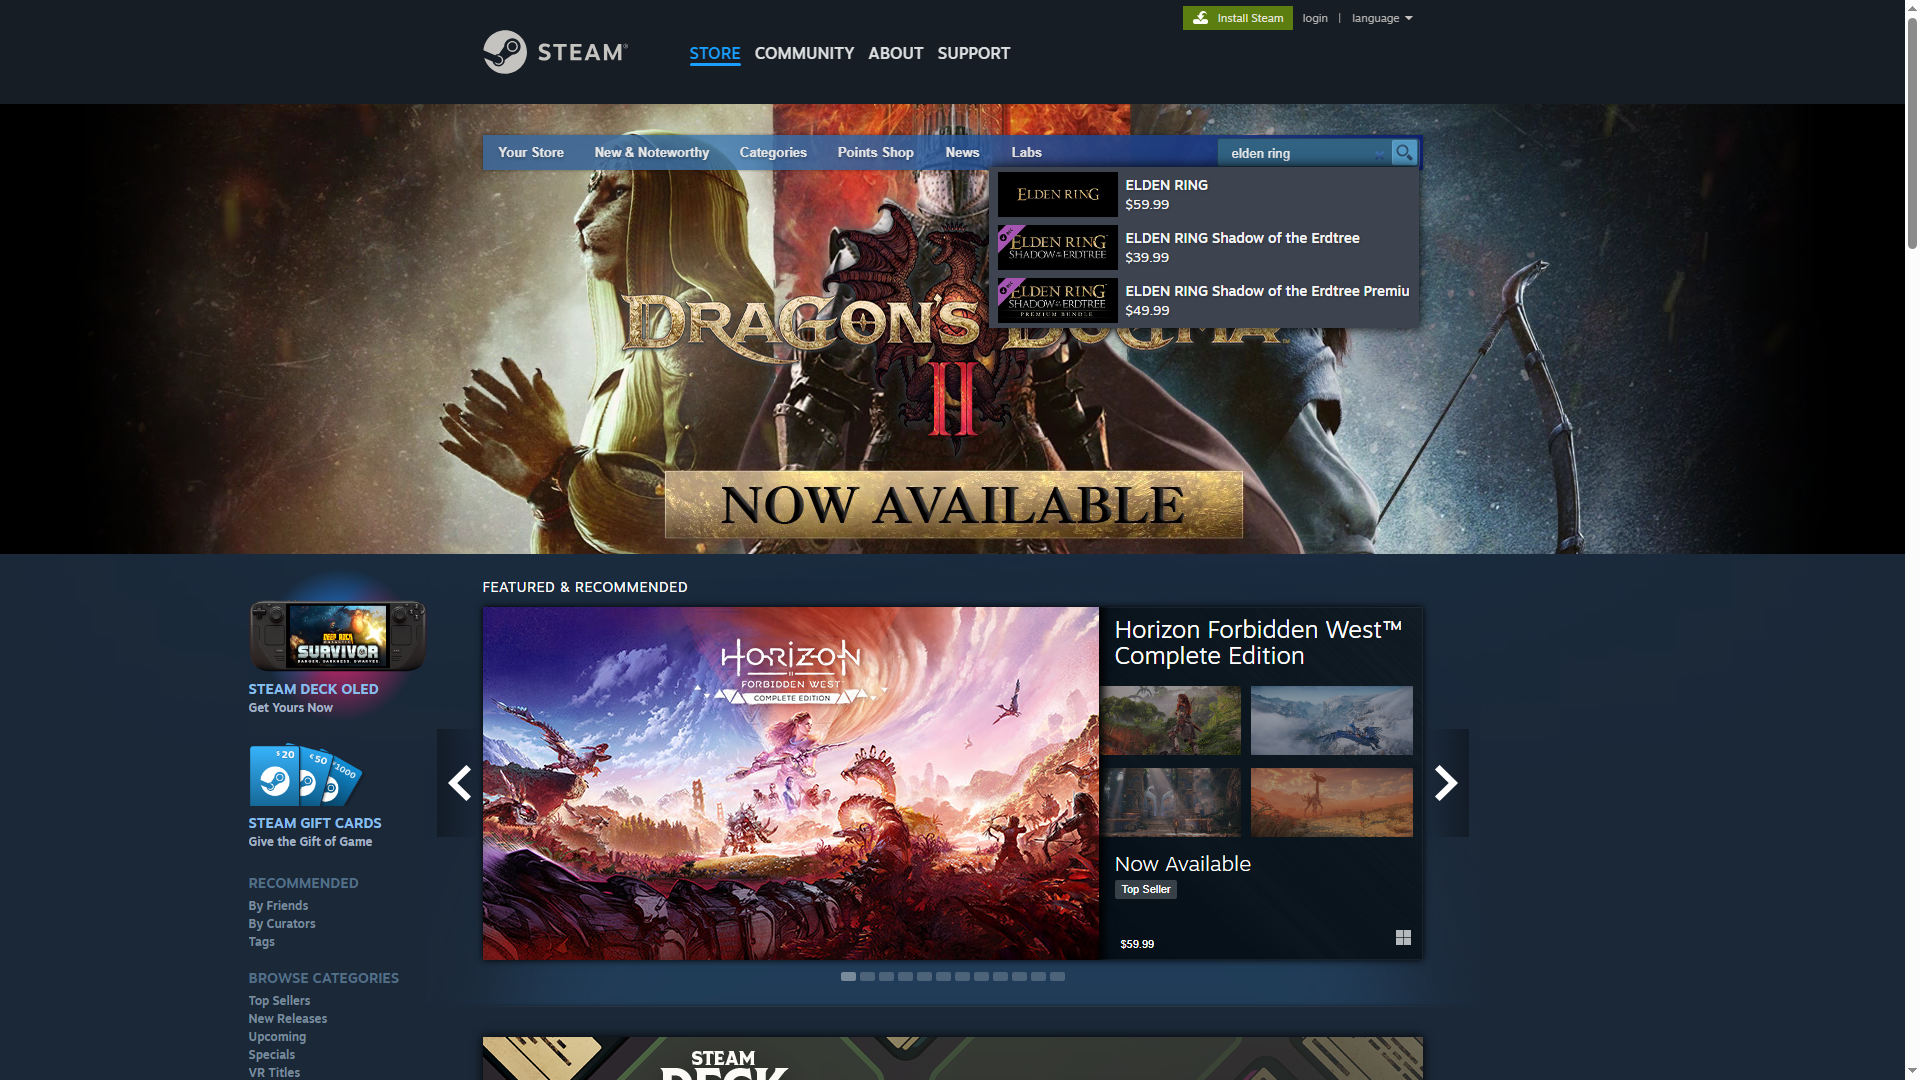 Install Steam
login | language
STEAM®
STORE COMMUNITY ABOUT SUPPORT
Your Store New & Noteworthy Categories Points Shop News Labs
elden ring
ELDEN RING
ELDEN RING
$59.99
ELDEN RING
SHADOW OF THE ERDTREE
ELDEN RING Shadow of the Erdtree
$39.99
ELDEN RING
SHADOW OF THE ERDTREE
PREMIUM BUNDLE
ELDEN RING Shadow of the Erdtree Premiu
$49.99
DRAGON'S DOGMA
II
NOW AVAILABLE
FEATURED & RECOMMENDED
DEEP ROCK
GALACTIC
SURVIVOR
DANGER. DARKNESS. DWARVES.
STEAM DECK OLED
Get Yours Now
$20
€50
¥1000
STEAM GIFT CARDS
Give the Gift of Game
RECOMMENDED
By Friends
By Curators
Tags
BROWSE CATEGORIES
Top Sellers
New Releases
Upcoming
Specials
VR Titles
HORIZON
FORBIDDEN WEST
COMPLETE EDITION
Horizon Forbidden West™
Complete Edition
Now Available
Top Seller
$59.99
STEAM
DECK